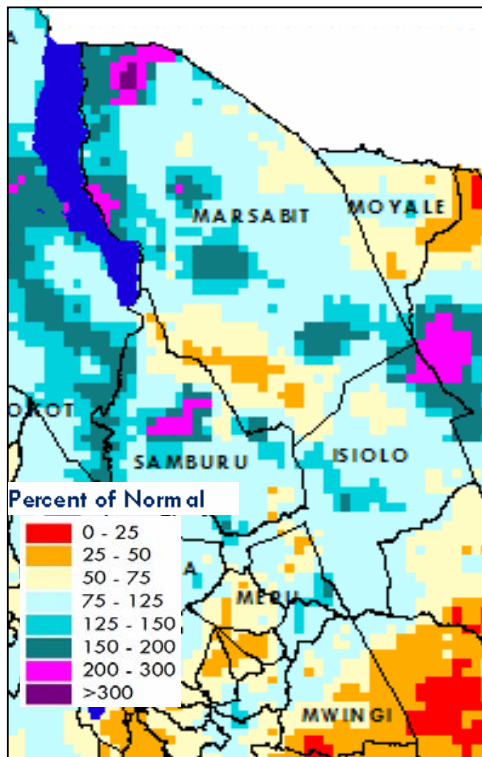 A
MARSABIT
MOYALE
OKOT
SAMBURU
ISIOLO
Percent of Normal
0 - 25
25 - 50
50 - 75
75 - 125
125 - 150
150 - 200
200 - 300
>300
A
MERU
MWINGI